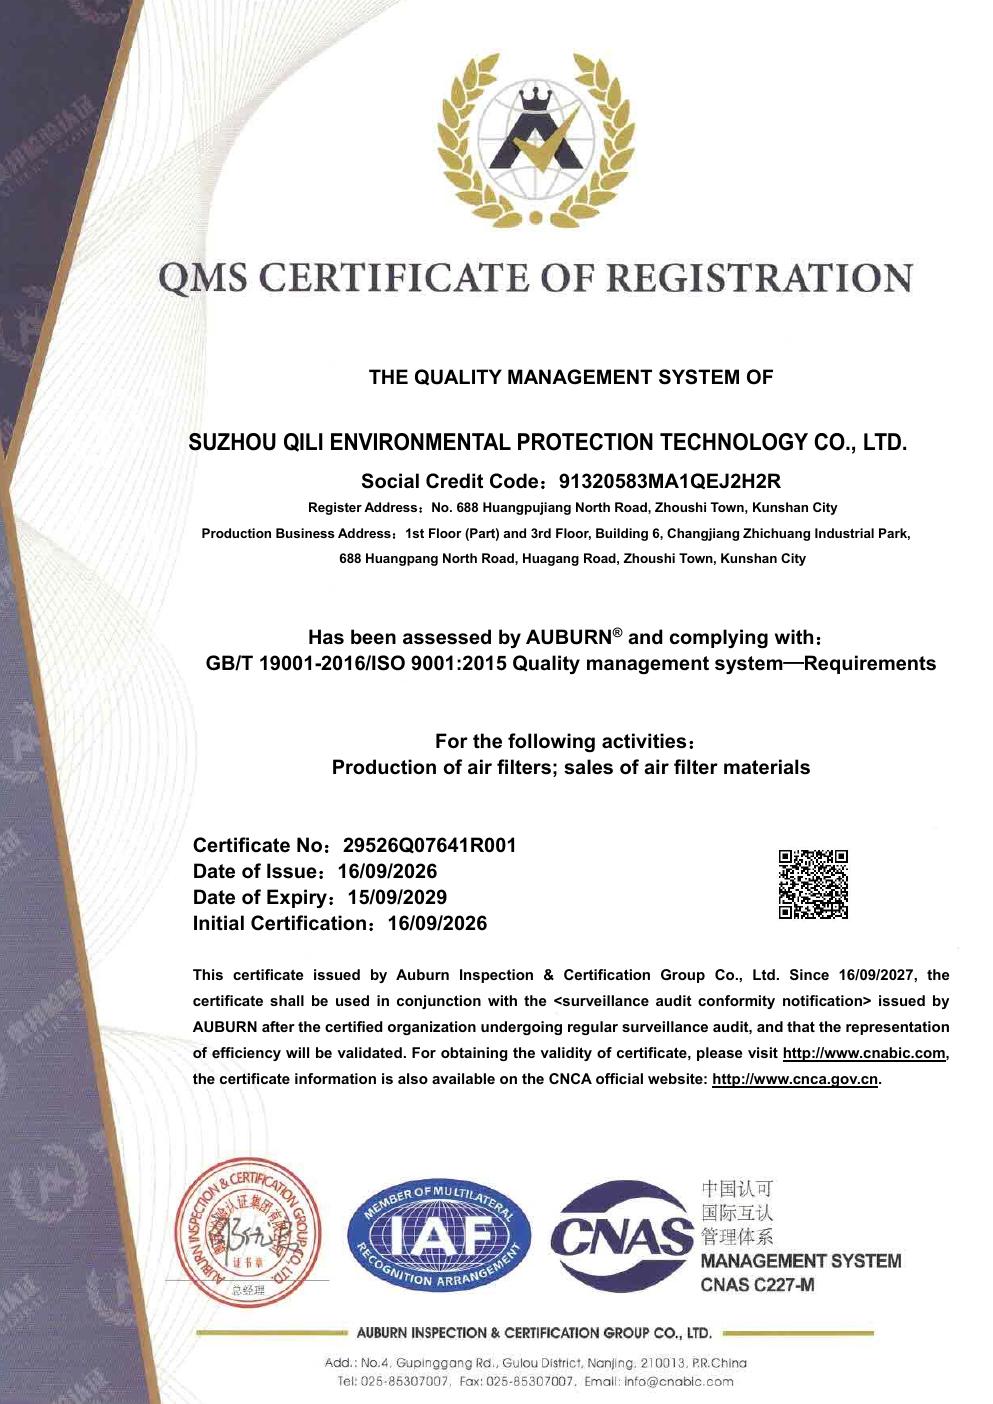 QMS CERTIFICATE OF REGISTRATION
THE QUALITY MANAGEMENT SYSTEM OF
SUZHOU QILI ENVIRONMENTAL PROTECTION TECHNOLOGY CO., LTD.
Social Credit Code：91320583MA1QEJ2H2R
Register Address：No. 688 Huangpujiang North Road, Zhoushi Town, Kunshan City
Production Business Address：1st Floor (Part) and 3rd Floor, Building 6, Changjiang Zhichuang Industrial Park,
688 Huangpang North Road, Huagang Road, Zhoushi Town, Kunshan City
Has been assessed by AUBURN® and complying with：
GB/T 19001-2016/ISO 9001:2015 Quality management system—Requirements
For the following activities：
Production of air filters; sales of air filter materials
Certificate No：29526Q07641R001
Date of Issue：16/09/2026
Date of Expiry：15/09/2029
Initial Certification：16/09/2026
This certificate issued by Auburn Inspection & Certification Group Co., Ltd. Since 16/09/2027, the
certificate shall be used in conjunction with the <surveillance audit conformity notification> issued by
AUBURN after the certified organization undergoing regular surveillance audit, and that the representation
of efficiency will be validated. For obtaining the validity of certificate, please visit http://www.cnabic.com,
the certificate information is also available on the CNCA official website: http://www.cnca.gov.cn.
AUBURN INSPECTION & CERTIFICATION GROUP CO., LTD.
证书章
总经理
MEMBER OF MULTILATERAL
IAF
RECOGNITION ARRANGEMENT
CNAS
中国认可
国际互认
管理体系
MANAGEMENT SYSTEM
CNAS C227-M
AUBURN INSPECTION & CERTIFICATION GROUP CO., LTD.
Add.: No.4, Gupinggang Rd., Gulou District, Nanjing, 210013, P.R.China
Tel: 025-85307007, Fax: 025-85307007, Email: info@cnabic.com